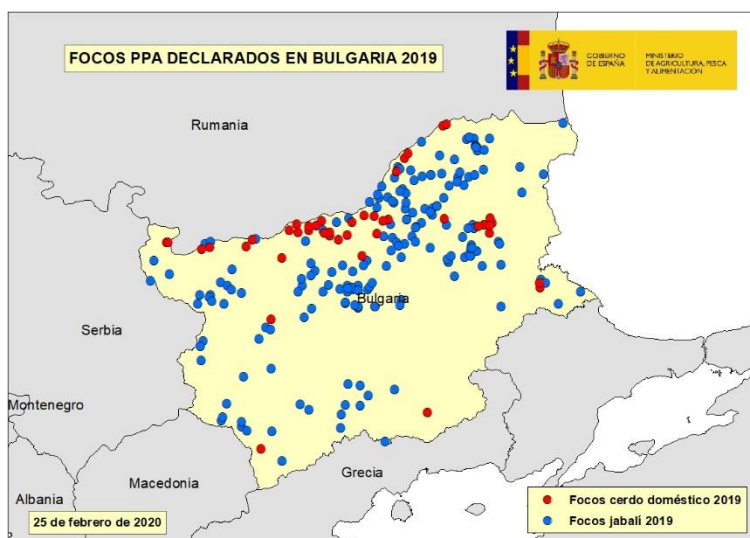 FOCOS PPA DECLARADOS EN BULGARIA 2019
GOBIERNO
DE ESPAÑA
MINISTERIO
DE AGRICULTURA, PESCA
Y ALIMENTACIÓN
Rumania
Bulgaria
Serbia
Montenegro
Macedonia
Grecia
Albania
Focos cerdo doméstico 2019
Focos jabalí 2019
25 de febrero de 2020